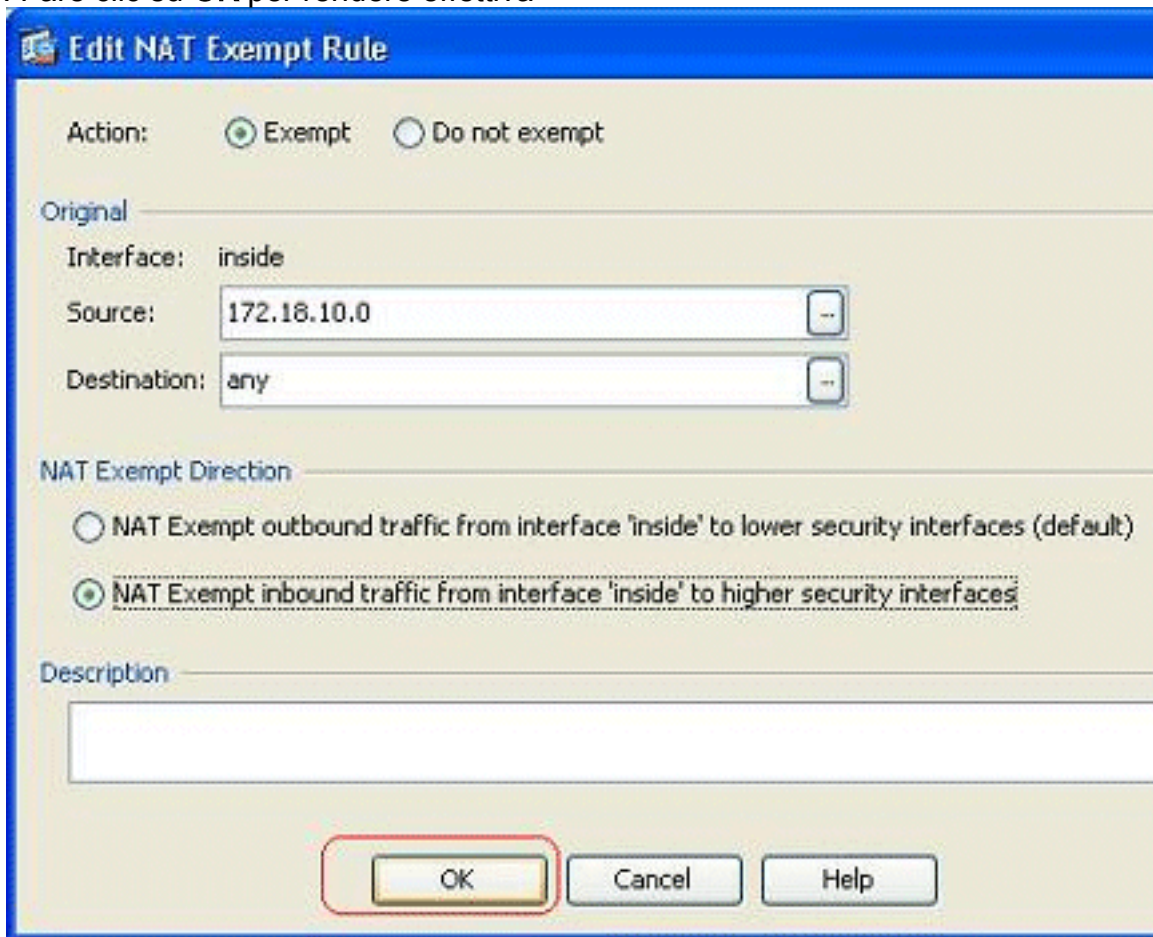 Edit NAT Exempt Rule
Action: Exempt Do not exempt
Original
Interface: inside
Source: 172.18.10.0 ...
Destination: any ...
NAT Exempt Direction
NAT Exempt outbound traffic from interface 'inside' to lower security interfaces (default)
NAT Exempt inbound traffic from interface 'inside' to higher security interfaces
Description
OK Cancel Help